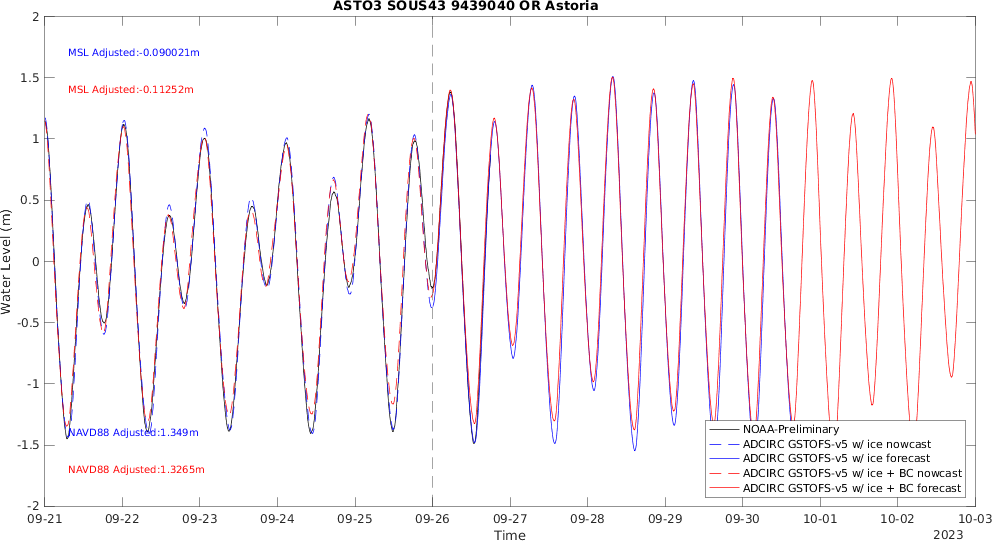 ASTO3 SOUS43 9439040 OR Astoria
2
1.5
1
0.5
0
-0.5
-1
-1.5
-2
Water Level (m)
MSL Adjusted:-0.090021m
MSL Adjusted:-0.11252m
NAVD88 Adjusted:1.349m
NAVD88 Adjusted:1.3265m
NOAA-Preliminary
ADCIRC GSTOFS-v5 w/ ice nowcast
ADCIRC GSTOFS-v5 w/ ice forecast
ADCIRC GSTOFS-v5 w/ ice + BC nowcast
ADCIRC GSTOFS-v5 w/ ice + BC forecast
09-21 09-22 09-23 09-24 09-25 09-26 09-27 09-28 09-29 09-30 10-01 10-02 10-03
Time
2023